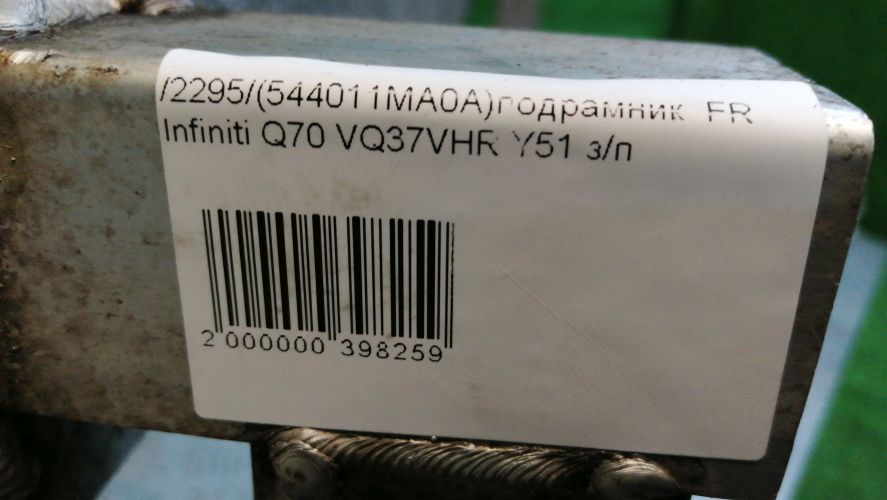 /2295/(544011MA0A)подрамник FR
Infiniti Q70 VQ37VHR Y51 з/п
2 000000 398259